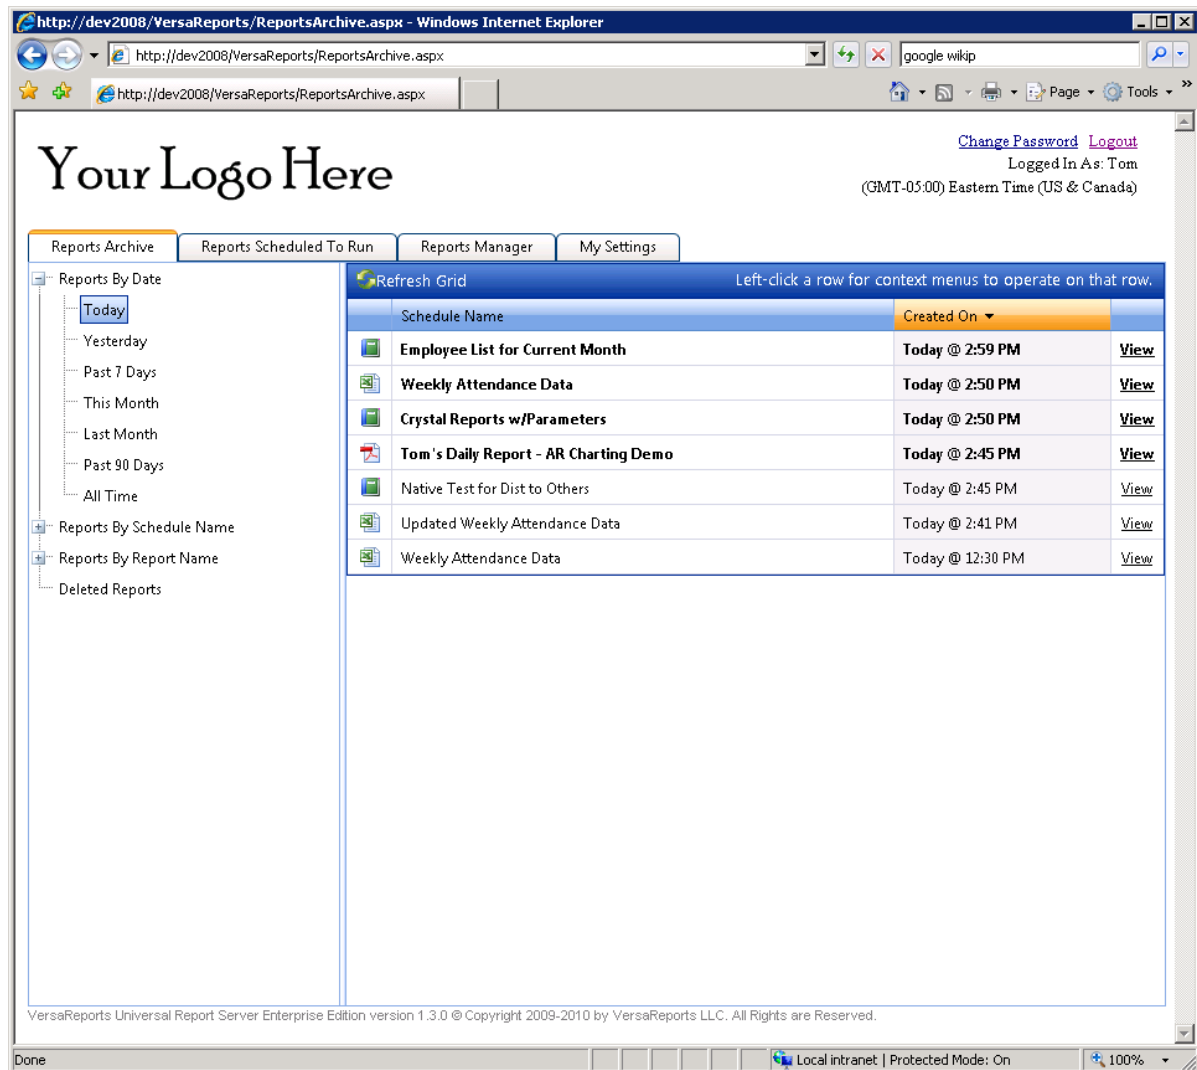 http://dev2008/VersaReports/ReportsArchive.aspx - Windows Internet Explorer
http://dev2008/VersaReports/ReportsArchive.aspx
google wikip
http://dev2008/VersaReports/ReportsArchive.aspx
Page
Tools
»
Your Logo Here
Change Password Logout
Logged In As: Tom
(GMT-05:00) Eastern Time (US & Canada)
Reports Archive
Reports Scheduled To Run
Reports Manager
My Settings
Reports By Date
Today
Yesterday
Past 7 Days
This Month
Last Month
Past 90 Days
All Time
Reports By Schedule Name
Reports By Report Name
Deleted Reports
Refresh Grid Left-click a row for context menus to operate on that row.
Schedule Name Created On
Employee List for Current Month Today @ 2:59 PM View
Weekly Attendance Data Today @ 2:50 PM View
Crystal Reports w/Parameters Today @ 2:50 PM View
Tom's Daily Report - AR Charting Demo Today @ 2:45 PM View
Native Test for Dist to Others Today @ 2:45 PM View
Updated Weekly Attendance Data Today @ 2:41 PM View
Weekly Attendance Data Today @ 12:30 PM View
VersaReports Universal Report Server Enterprise Edition version 1.3.0 © Copyright 2009-2010 by VersaReports LLC. All Rights are Reserved.
Done
Local intranet | Protected Mode: On
100%